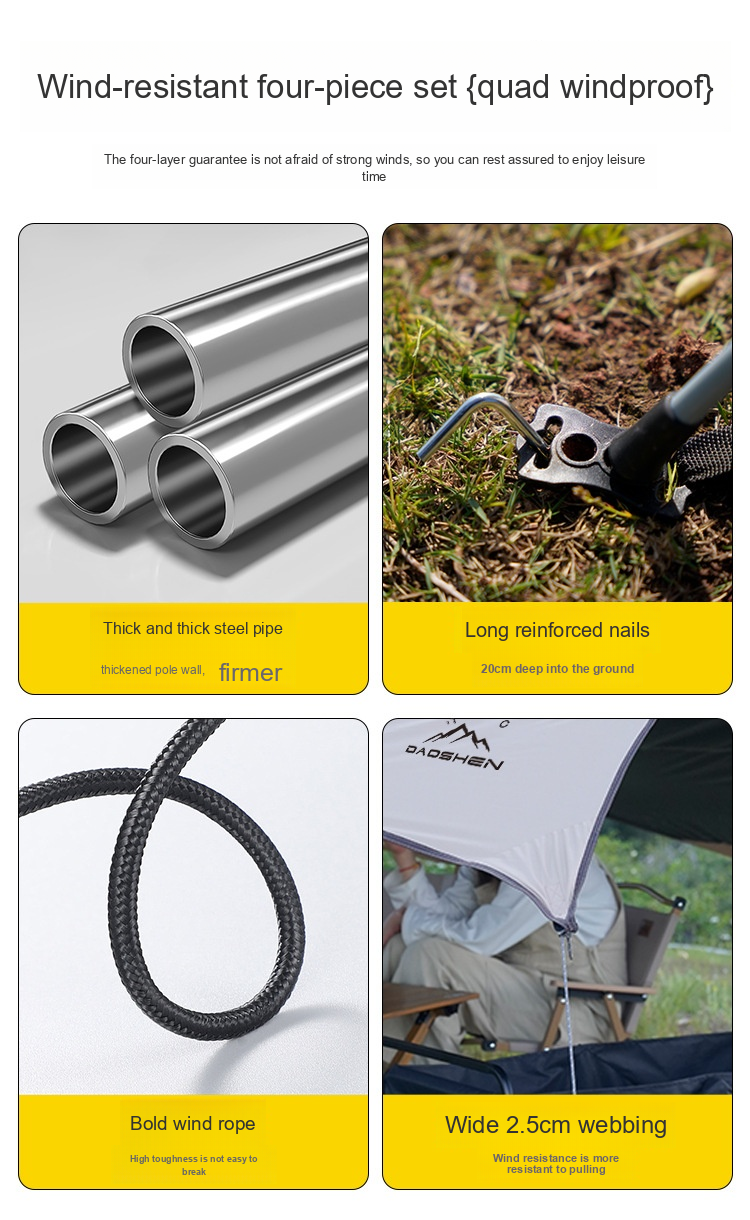 Wind-resistant four-piece set {quad windproof}
The four-layer guarantee is not afraid of strong winds, so you can rest assured to enjoy leisure
time
Thick and thick steel pipe
thickened pole wall, firmer
Long reinforced nails
20cm deep into the ground
DAOSHEN
Bold wind rope
High toughness is not easy to
break
Wide 2.5cm webbing
Wind resistance is more
resistant to pulling